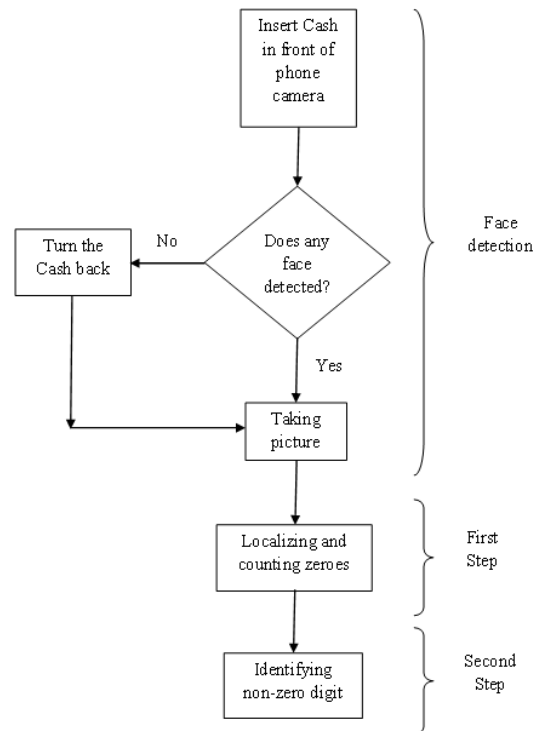 Insert Cash
in front of
phone
camera
Face
detection
Does any
face
detected?
No
Turn the
Cash back
Yes
Taking
picture
Localizing and
counting zeroes
First
Step
Identifying
non-zero digit
Second
Step